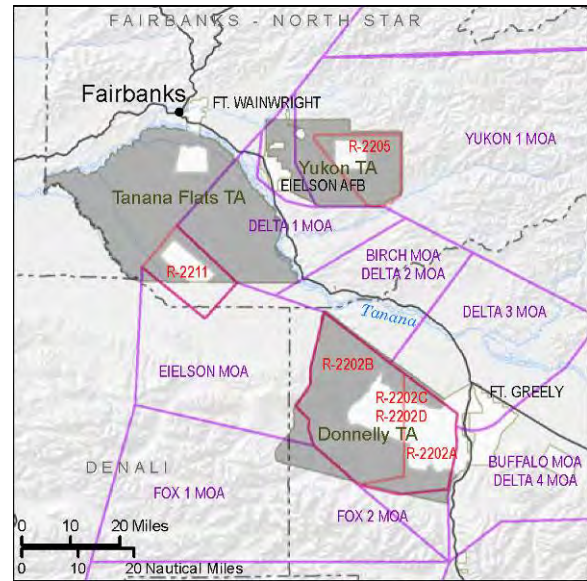 FAIRBANKS - NORTH STAR
Fairbanks
FT. WAINWRIGHT
YUKON 1 MOA
R-2205
Yukon TA
EIELSON AFB
Tanana Flats TA
DELTA 1 MOA
BIRCH MOA
DELTA 2 MOA
R-2211
Tanana
DELTA 3 MOA
EIELSON MOA
R-2202B
FT. GREELY
R-2202C
R-2202D
Donnelly TA
R-2202A
DENALI
BUFFALO MOA
DELTA 4 MOA
FOX 1 MOA
FOX 2 MOA
0 10 20 Miles
0 10 20
Nautical Miles